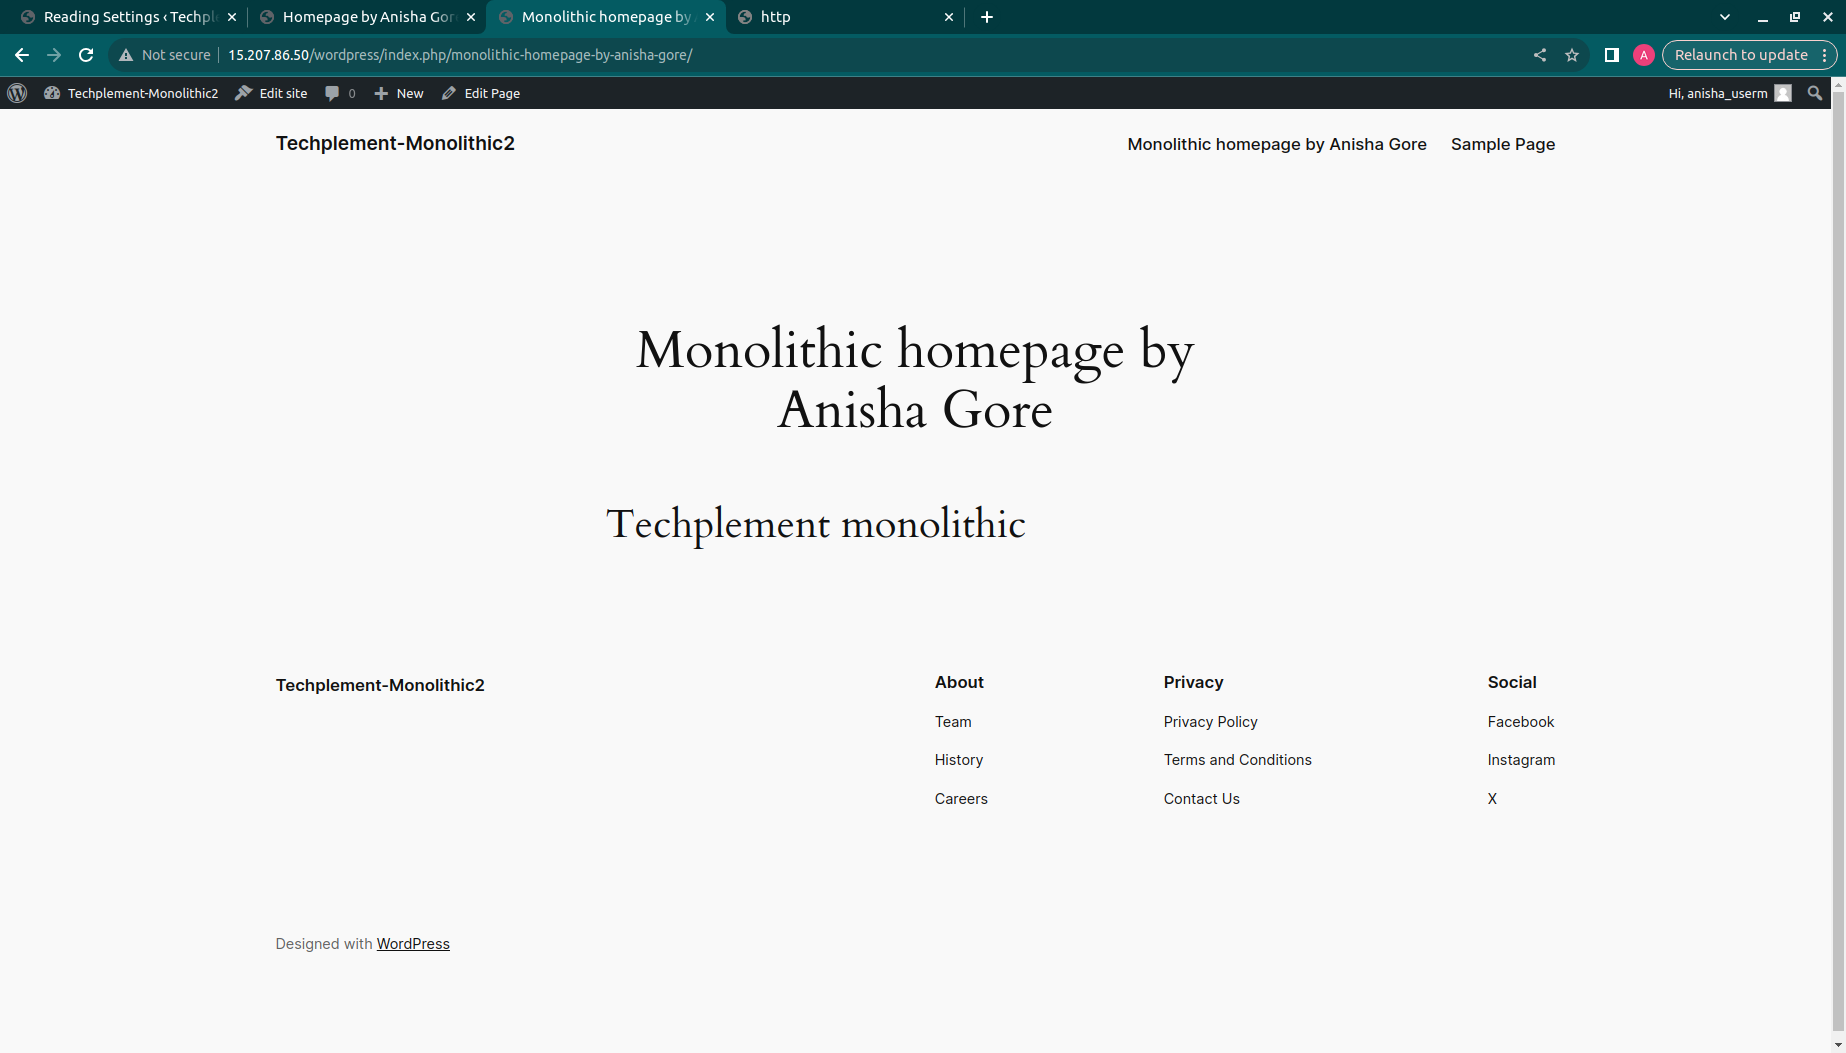 Reading Settings ‹ Techple
Homepage by Anisha Gor
Monolithic homepage by
http
Not secure
15.207.86.50/wordpress/index.php/monolithic-homepage-by-anisha-gore/
A
Relaunch to update
Techplement-Monolithic2
Edit site
0
New
Edit Page
Hi, anisha_userm
Techplement-Monolithic2
Monolithic homepage by Anisha Gore
Sample Page
Monolithic homepage by
Anisha Gore
Techplement monolithic
Techplement-Monolithic2
About
Team
History
Careers
Privacy
Privacy Policy
Terms and Conditions
Contact Us
Social
Facebook
Instagram
X
Designed with WordPress